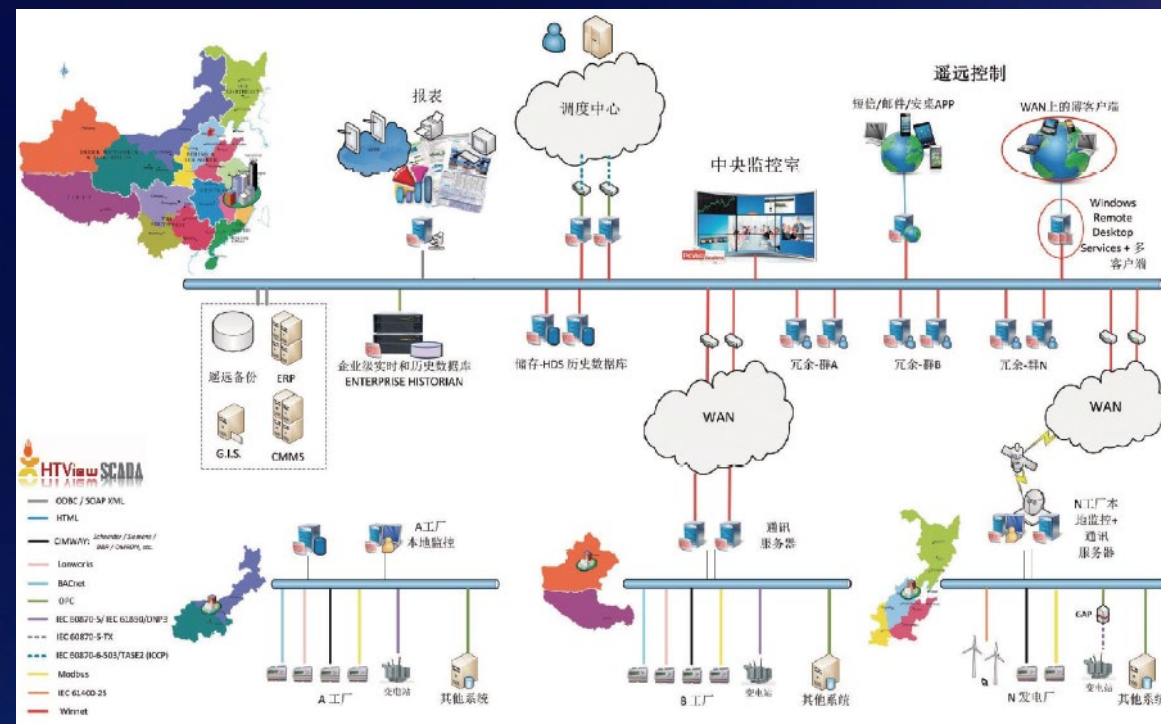 报表
调度中心
遥远控制
短信/邮件/安桌APP
WAN上的薄客户端
中央监控室
Windows
Remote
Desktop
Services + 多
客户端
遥远备份
ERP
G.I.S.
CMMS
企业级实时和历史数据库
ENTERPRISE HISTORIAN
储存-HDS 历史数据库
冗余-群A
冗余-群B
冗余-群N
WAN
WAN
HTView SCADA
ODBC / SOAP XML
HTML
CIMWAY: Schneider / Siemens /
B&R / OMRON, etc.
Lonworks
BACnet
OPC
IEC 60870-5/ IEC 61850/DNP3
IEC 60870-5-TX
IEC 60870-6-503/TASE2 (ICCP)
Modbus
IEC 61400-25
Winnet
A工厂
本地监控
通讯
服务器
N工厂本
地监控+
通讯
服务器
GAP
A 工厂
变电站
其他系统
B 工厂
变电站
其他系统
N 发电厂
变电站
其他系统